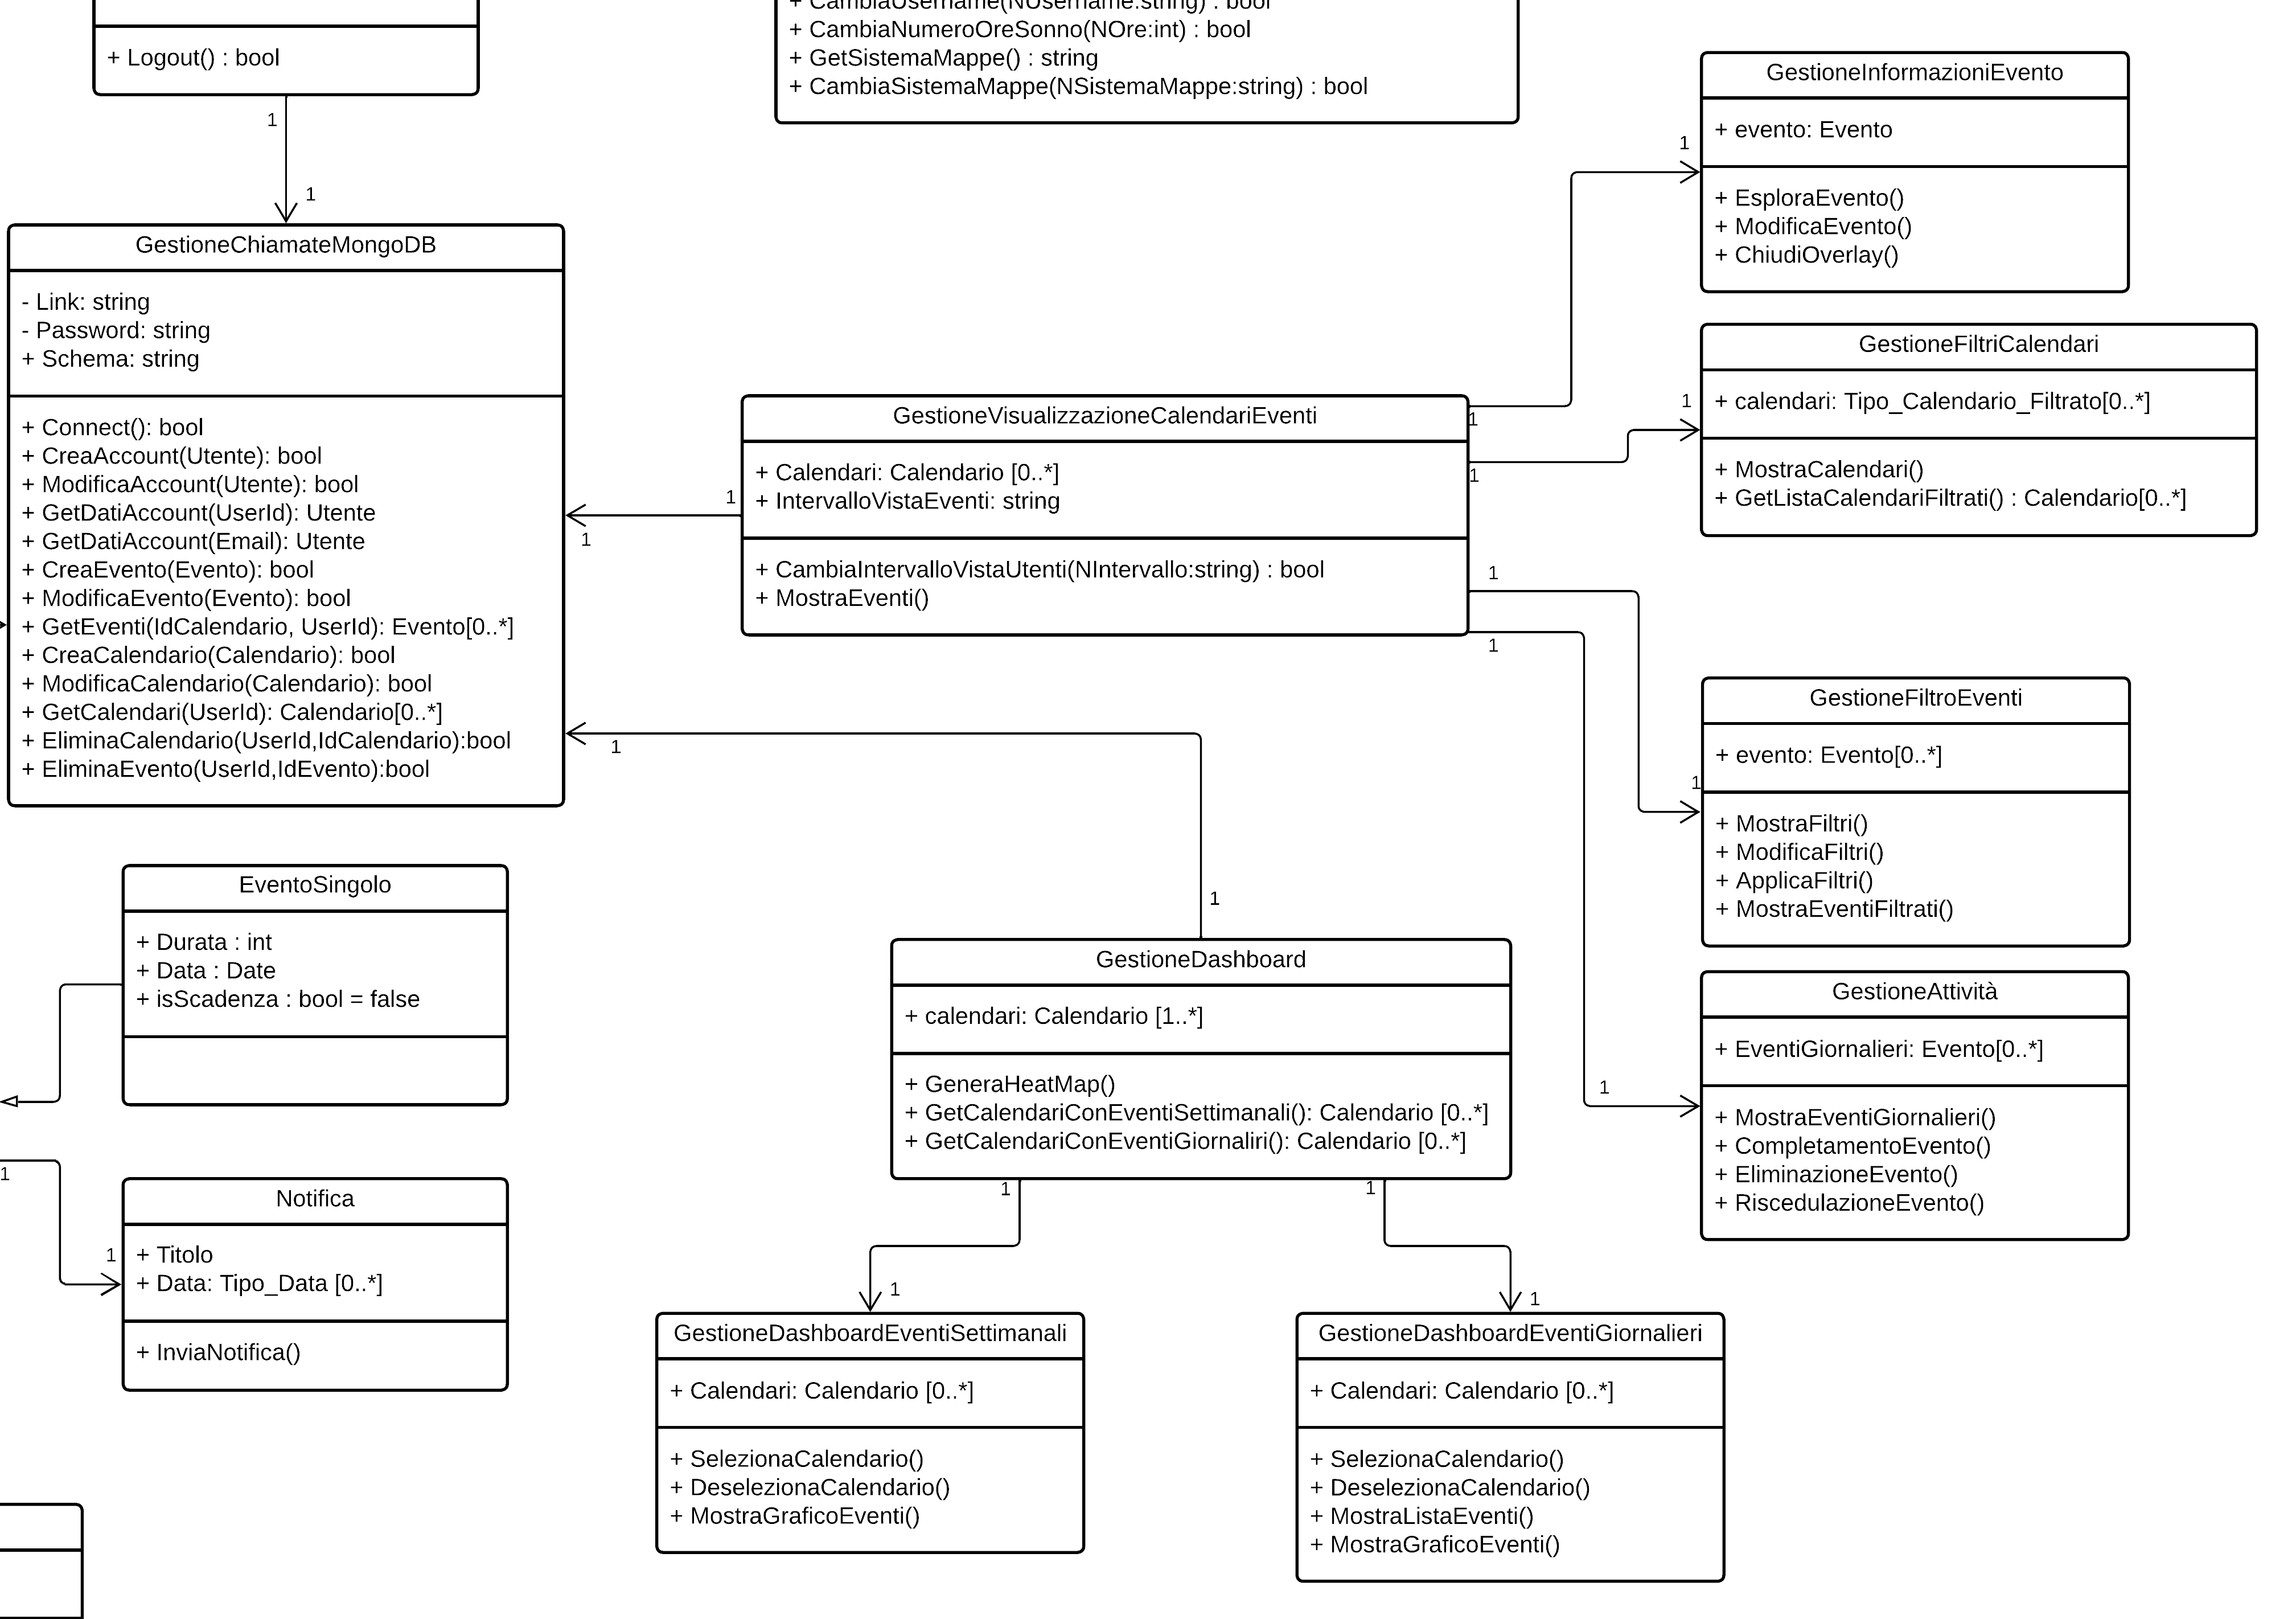 + Logout() : bool
1
1
+ CambiaUsername(NUsername:string) : bool
+ CambiaNumeroOreSonno(NOre:int) : bool
+ GetSistemaMappe() : string
+ CambiaSistemaMappe(NSistemaMappe:string) : bool
GestioneChiamateMongoDB
- Link: string
- Password: string
+ Schema: string
+ Connect(): bool
+ CreaAccount(Utente): bool
+ ModificaAccount(Utente): bool
+ GetDatiAccount(UserId): Utente
+ GetDatiAccount(Email): Utente
+ CreaEvento(Evento): bool
+ ModificaEvento(Evento): bool
+ GetEventi(IdCalendario, UserId): Evento[0..*]
+ CreaCalendario(Calendario): bool
+ ModificaCalendario(Calendario): bool
+ GetCalendari(UserId): Calendario[0..*]
+ EliminaCalendario(UserId,IdCalendario):bool
+ EliminaEvento(UserId,IdEvento):bool
1
1
1
1
GestioneVisualizzazioneCalendariEventi
+ Calendari: Calendario [0..*]
+ IntervalloVistaEventi: string
+ CambiaIntervalloVistaUtenti(NIntervallo:string) : bool
+ MostraEventi()
1
1
1
1
1
GestioneInformazioniEvento
+ evento: Evento
+ EsploraEvento()
+ ModificaEvento()
+ ChiudiOverlay()
1
GestioneFiltriCalendari
+ calendari: Tipo_Calendario_Filtrato[0..*]
+ MostraCalendari()
+ GetListaCalendariFiltrati() : Calendario[0..*]
1
GestioneFiltroEventi
+ evento: Evento[0..*]
+ MostraFiltri()
+ ModificaFiltri()
+ ApplicaFiltri()
+ MostraEventiFiltrati()
1
GestioneAttività
+ EventiGiornalieri: Evento[0..*]
+ MostraEventiGiornalieri()
+ CompletamentoEvento()
+ EliminazioneEvento()
+ RiscedulazioneEvento()
EventoSingolo
+ Durata : int
+ Data : Date
+ isScadenza : bool = false
1
1
Notifica
+ Titolo
+ Data: Tipo_Data [0..*]
+ InviaNotifica()
GestioneDashboard
+ calendari: Calendario [1..*]
+ GeneraHeatMap()
+ GetCalendariConEventiSettimanali(): Calendario [0..*]
+ GetCalendariConEventiGiornaliri(): Calendario [0..*]
1
1
1
1
GestioneDashboardEventiSettimanali
+ Calendari: Calendario [0..*]
+ SelezionaCalendario()
+ DeselezionaCalendario()
+ MostraGraficoEventi()
GestioneDashboardEventiGiornalieri
+ Calendari: Calendario [0..*]
+ SelezionaCalendario()
+ DeselezionaCalendario()
+ MostraListaEventi()
+ MostraGraficoEventi()